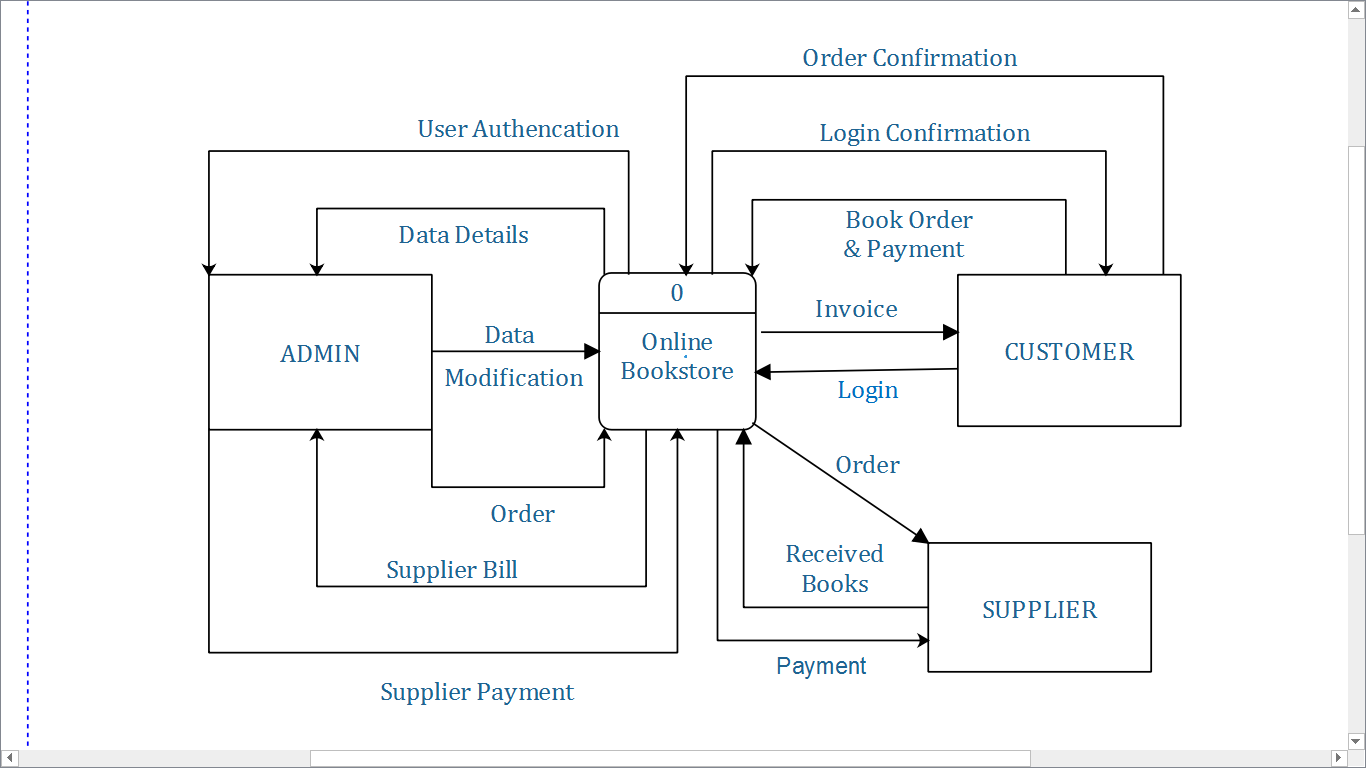 Order Confirmation
User Authencation
Login Confirmation
Data Details
Book Order
& Payment
0
Invoice
Data
Modification
ADMIN
Online
Bookstore
CUSTOMER
Login
Order
Order
Supplier Bill
Received
Books
SUPPLIER
Payment
Supplier Payment